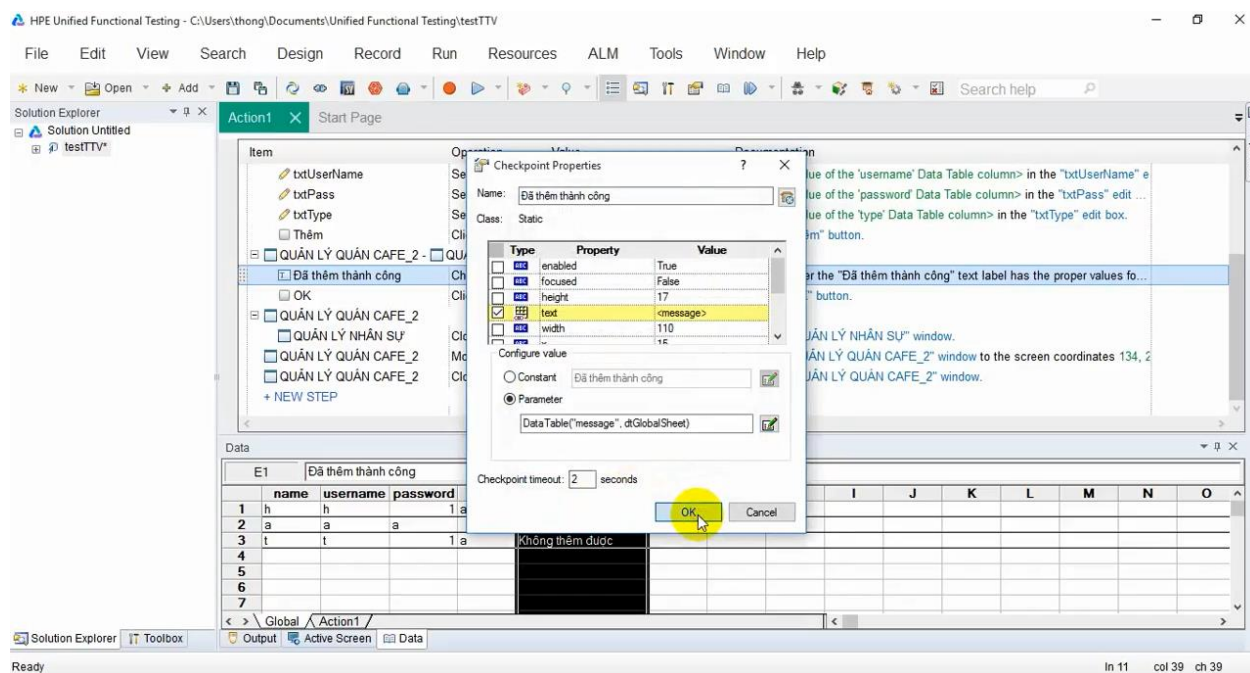 HPE Unified Functional Testing - C:\Users\thong\Documents\Unified Functional Testing\testTTV
File Edit View Search Design Record Run Resources ALM Tools Window Help
New Open Add Search help
Solution Explorer
Solution Untitled
testTTV*
Action1 Start Page
Item
txtUserName Se lue of the 'username' Data Table column> in the "txtUserName" e
txtPass Se lue of the 'password' Data Table column> in the "txtPass" edit ...
txtType Se lue of the 'type' Data Table column> in the "txtType" edit box.
Thêm Cli " button.
QUẢN LÝ QUÁN CAFE_2 - QUẢ
Đã thêm thành công Ch er the "Đã thêm thành công" text label has the proper values fo...
OK Cli " button.
QUẢN LÝ QUÁN CAFE_2
QUẢN LÝ NHÂN SỰ Clo "QUẢN LÝ NHÂN SỰ" window.
QUẢN LÝ QUÁN CAFE_2 Mo QUẢN LÝ QUÁN CAFE_2" window to the screen coordinates 134, 2
QUẢN LÝ QUÁN CAFE_2 Clo QUẢN LÝ QUÁN CAFE_2" window.
+ NEW STEP
Checkpoint Properties ?
Name: Đã thêm thành công
Class: Static
Type Property Value
ABC enabled True
ABC focused False
ABC height 17
text <message>
ABC width 110
Configure value
Constant Đã thêm thành công
Parameter
DataTable("message", dtGlobalSheet)
Checkpoint timeout: 2 seconds
OK Cancel
Data
E1 Đã thêm thành công
name username password I J K L M N O
1 h h 1 a
2 a a a
3 t t 1 a Không thêm được
4
5
6
7
Global Action1
Solution Explorer Toolbox Output Active Screen Data
Ready ln 11 col 39 ch 39